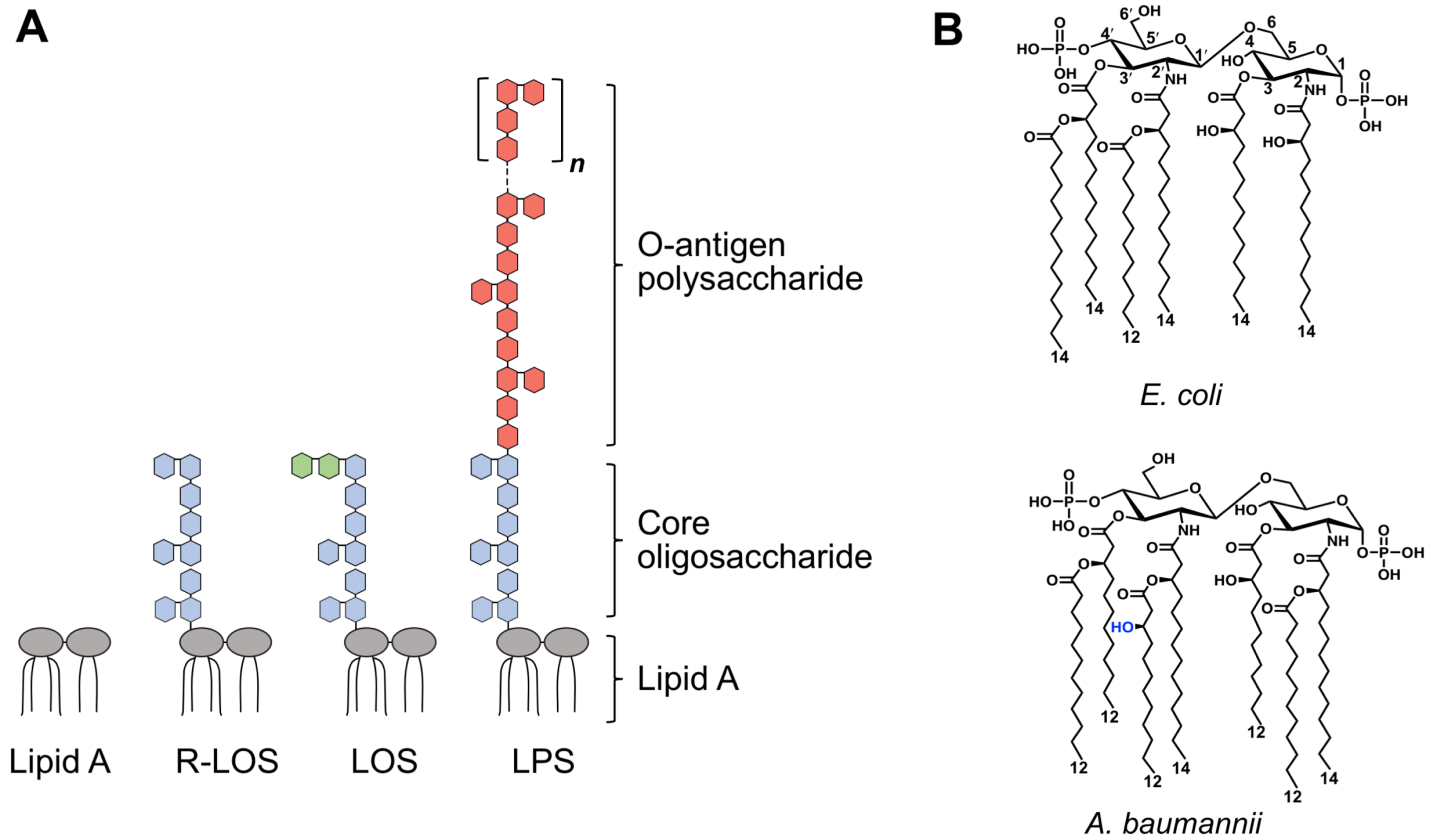 A
n
O-antigen
polysaccharide
Core
oligosaccharide
Lipid A
Lipid A
R-LOS
LOS
LPS
B
6′ OH
O
HO P O
OH
4′
5′
O
1′
3′
2′
NH
O
6
4
HO
5
O
1
3
2
NH
O
O
P OH
O
OH
O
O
O
O
O
O
O
O
O
HO
O
HO
14
14
12
14
14
14
E. coli
OH
O
HO P O
OH
O
O
HO
O
O
NH
O
NH
O
O
P OH
O
OH
O
O
O
O
O
O
O
O
HO
O
O
O
HO
12
12
12
14
12
12
14
A. baumannii